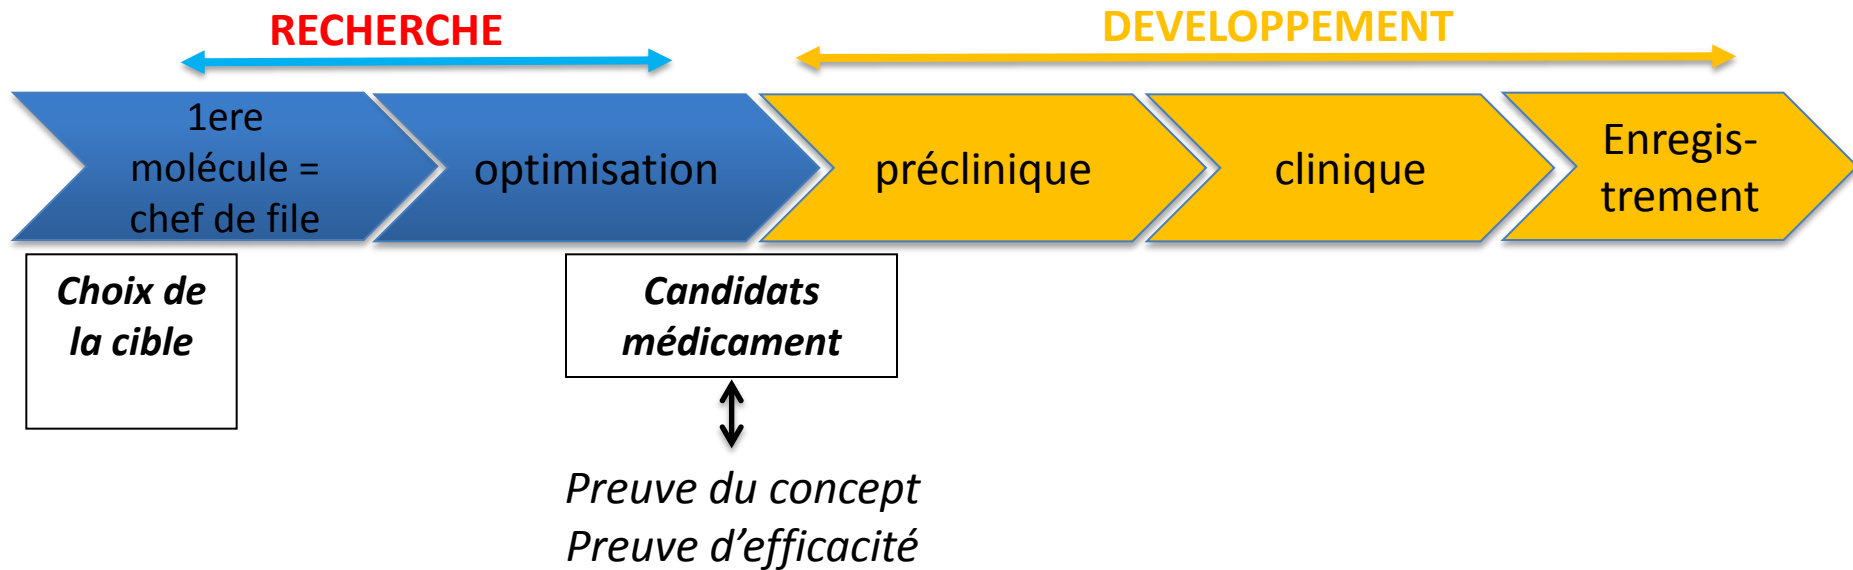 RECHERCHE
DEVELOPPEMENT
1ere
molécule =
chef de file
optimisation
préclinique
clinique
Enregis-
trement
Choix de
la cible
Candidats
médicament
Preuve du concept
Preuve d’efficacité